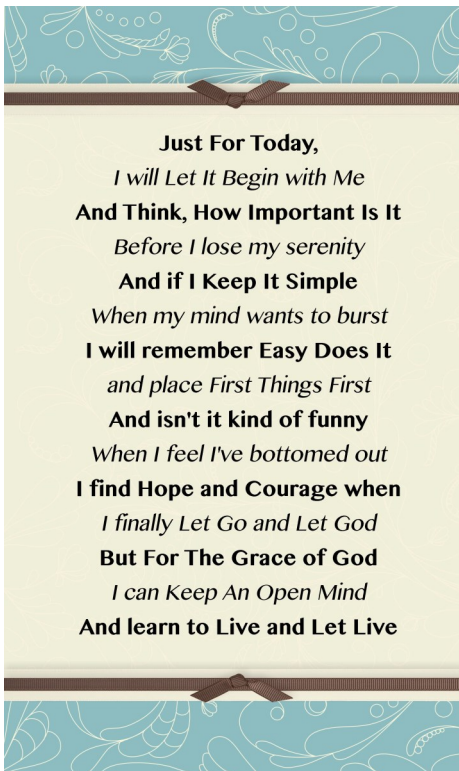 Just For Today,
I will Let It Begin with Me
And Think, How Important Is It
Before I lose my serenity
And if I Keep It Simple
When my mind wants to burst
I will remember Easy Does It
and place First Things First
And isn't it kind of funny
When I feel I've bottomed out
I find Hope and Courage when
I finally Let Go and Let God
But For The Grace of God
I can Keep An Open Mind
And learn to Live and Let Live